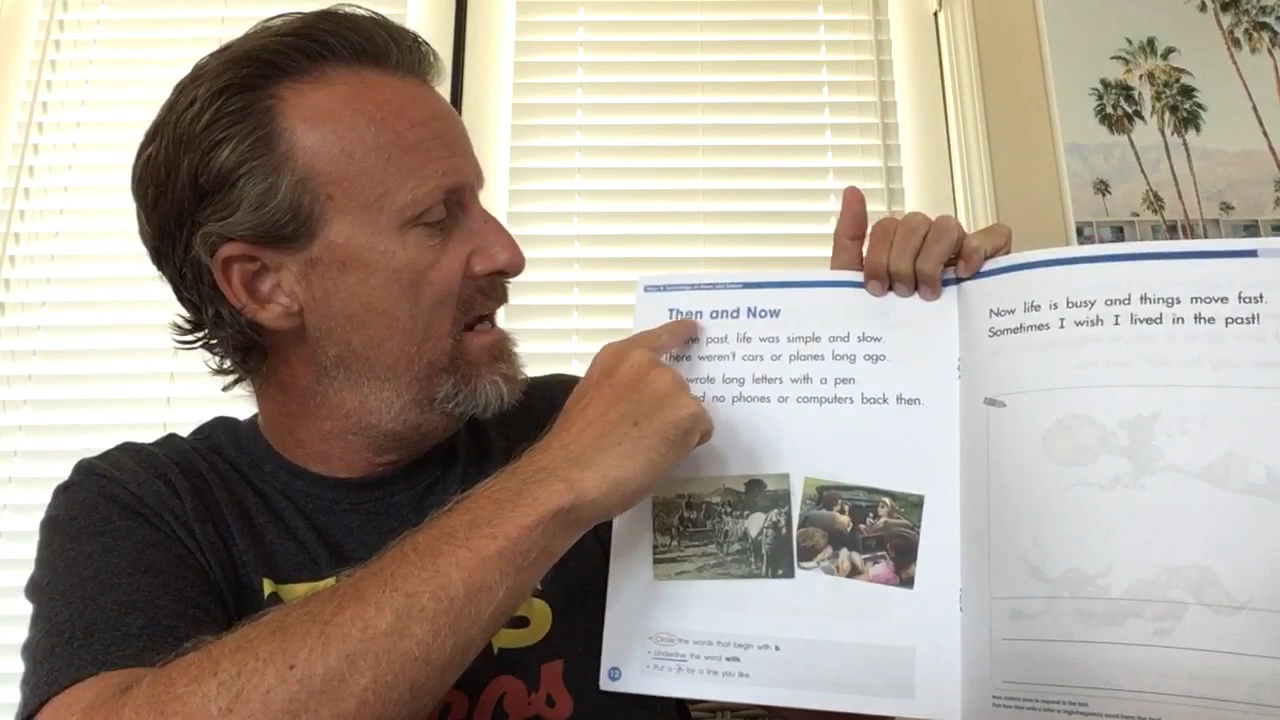 Then and Now
he past, life was simple and slow.
There weren't cars or planes long ago.
wrote long letters with a pen.
no phones or computers back then.
• Circle the words that begin with b.
• Underline the word with.
• Put a by a line you like.
12
Now life is busy and things move fast.
Sometimes I wish I lived in the past!